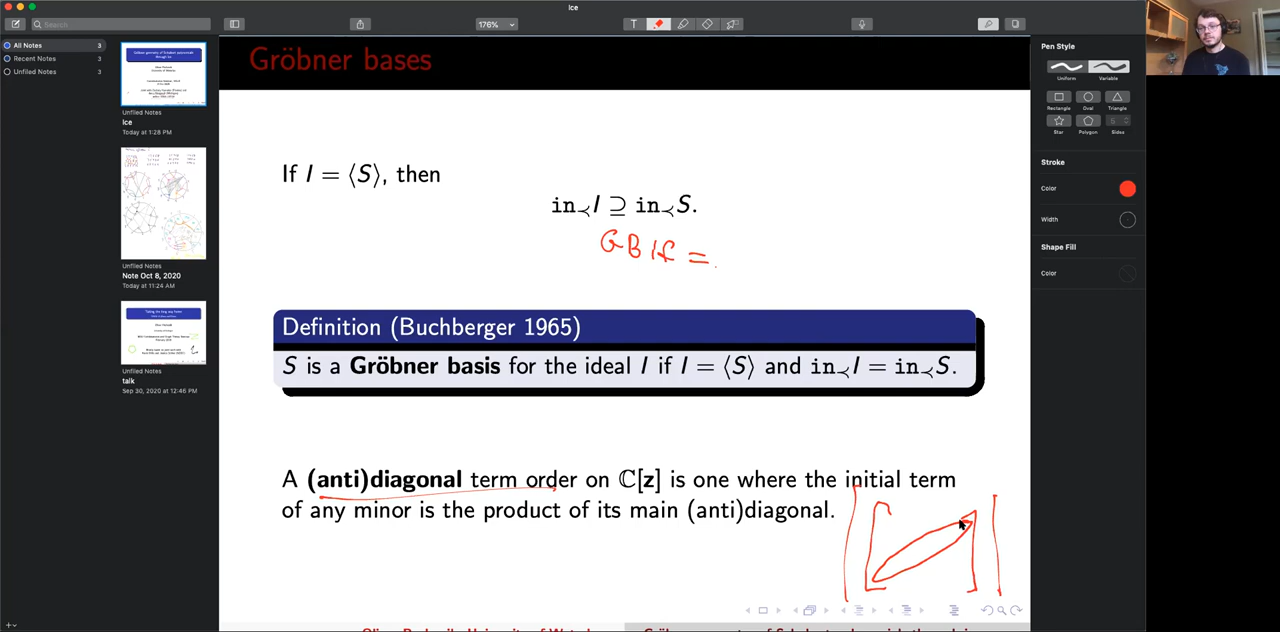 Ice
Search
176%
T
All Notes 3
Recent Notes 3
Unfiled Notes 3
Unfiled Notes
Ice
Today at 1:28 PM
Unfiled Notes
Note Oct 8, 2020
Today at 11:24 AM
Unfiled Notes
talk
Sep 30, 2020 at 12:46 PM
Gröbner bases
If I = ⟨S⟩, then
in≺I ⊇ in≺S.
GB if =.
Definition (Buchberger 1965)
S is a Gröbner basis for the ideal I if I = ⟨S⟩ and in≺I = in≺S.
A (anti)diagonal term order on ℂ[z] is one where the initial term
of any minor is the product of its main (anti)diagonal.
Pen Style
Uniform Variable
Rectangle Oval Triangle
Star Polygon Sides
Stroke
Color
Width
Shape Fill
Color